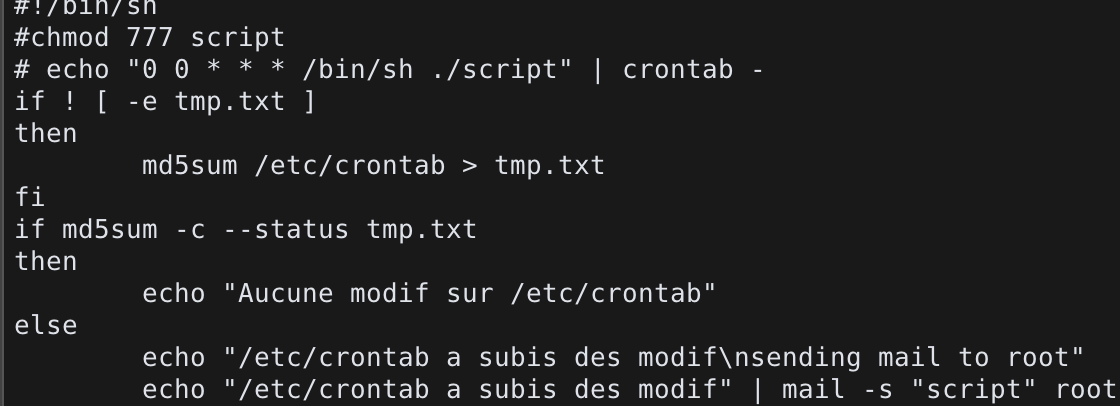 #!/bin/sh
#chmod 777 script
# echo "0 0 * * * /bin/sh ./script" | crontab -
if ! [ -e tmp.txt ]
then
        md5sum /etc/crontab > tmp.txt
fi
if md5sum -c --status tmp.txt
then
        echo "Aucune modif sur /etc/crontab"
else
        echo "/etc/crontab a subis des modif\nsending mail to root"
        echo "/etc/crontab a subis des modif" | mail -s "script" root